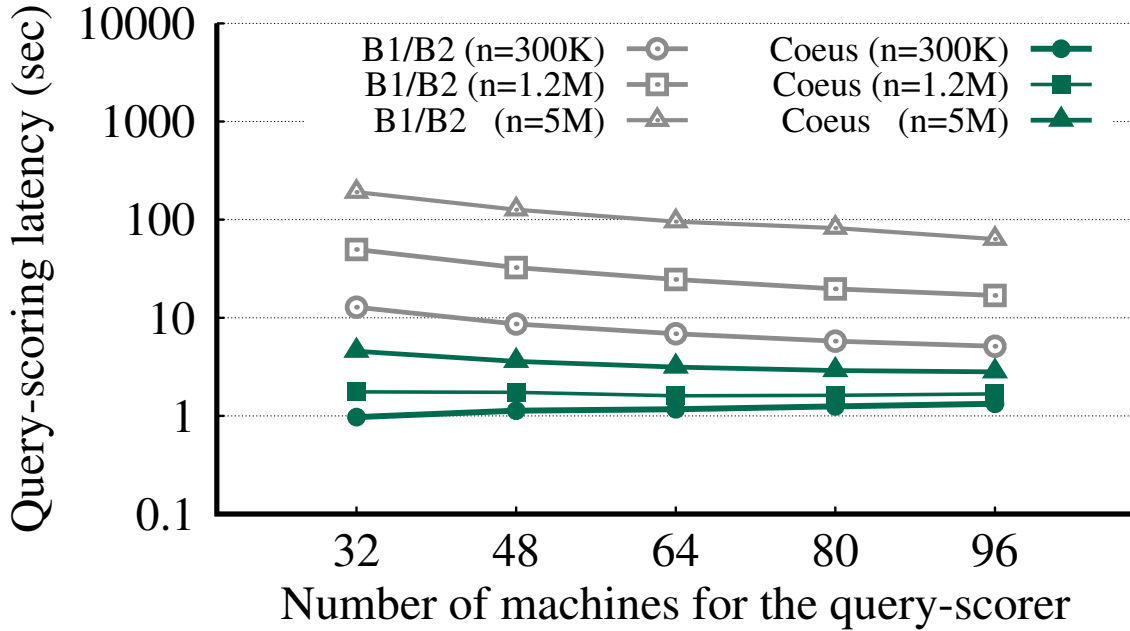 Query-scoring latency (sec)
10000
1000
100
10
1
0.1
B1/B2 (n=300K)
B1/B2 (n=1.2M)
B1/B2 (n=5M)
Coeus (n=300K)
Coeus (n=1.2M)
Coeus (n=5M)
32 48 64 80 96
Number of machines for the query-scorer